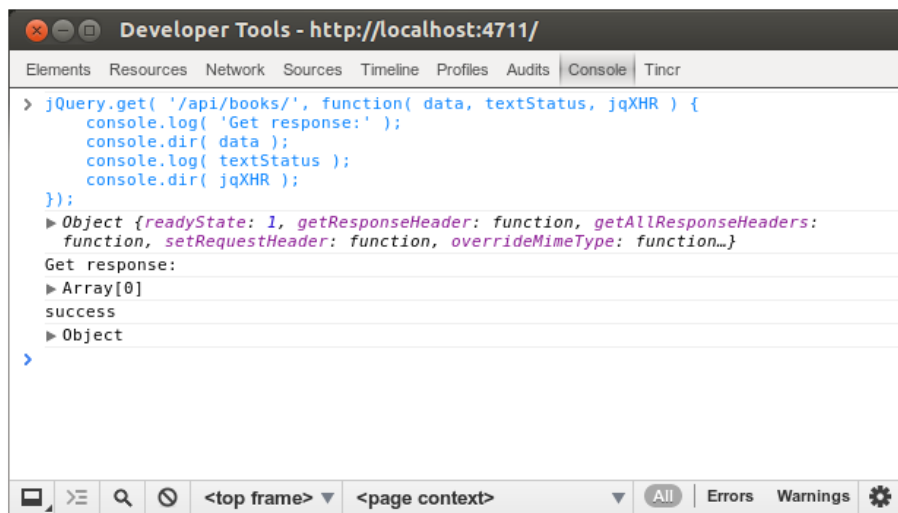 Developer Tools - http://localhost:4711/
Elements Resources Network Sources Timeline Profiles Audits Console Tincr
> jQuery.get( '/api/books/', function( data, textStatus, jqXHR ) {
console.log( 'Get response:' );
console.dir( data );
console.log( textStatus );
console.dir( jqXHR );
});
▶ Object {readyState: 1, getResponseHeader: function, getAllResponseHeaders:
function, setRequestHeader: function, overrideMimeType: function…}
Get response:
▶ Array[0]
success
▶ Object
>
<top frame> ▼ <page context> ▼ All Errors Warnings